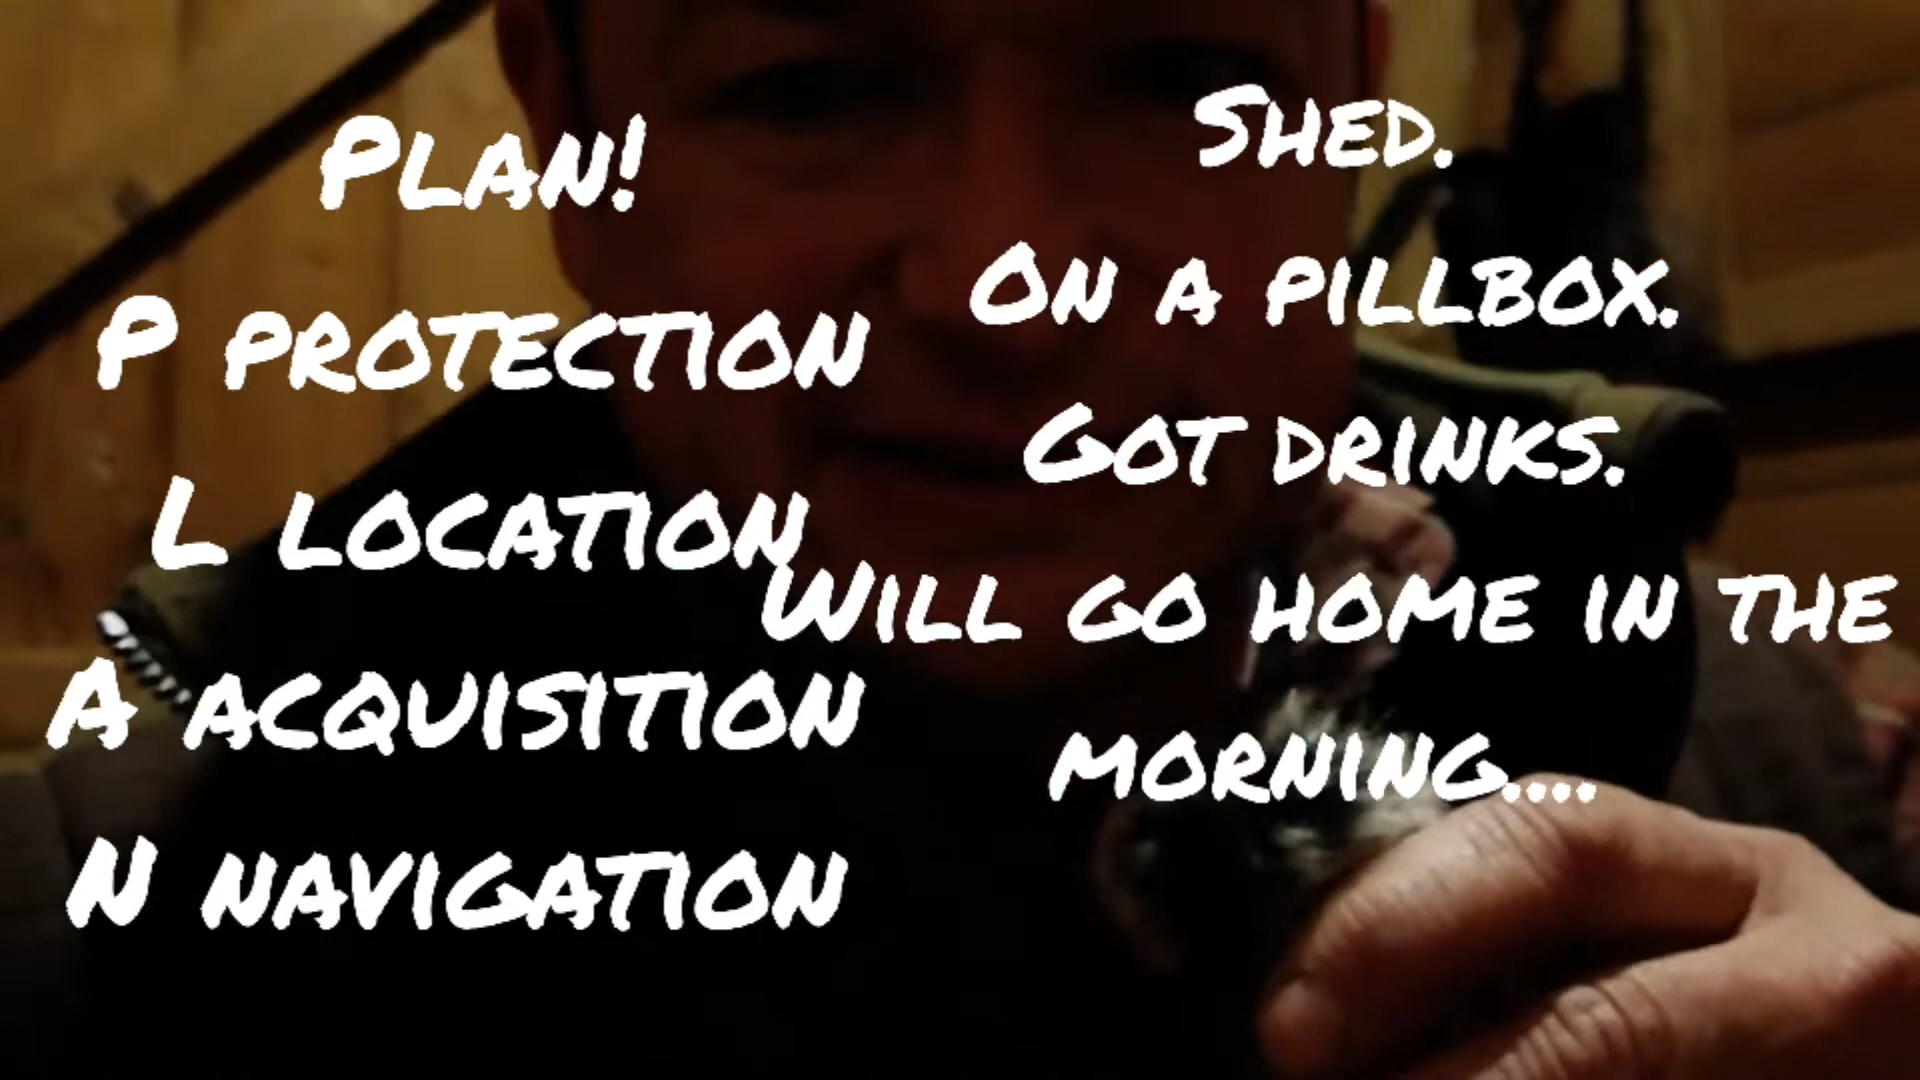 Plan!
P protection
L location
A acquisition
N navigation
Shed.
On a pillbox.
Got drinks.
Will go home in the
morning....